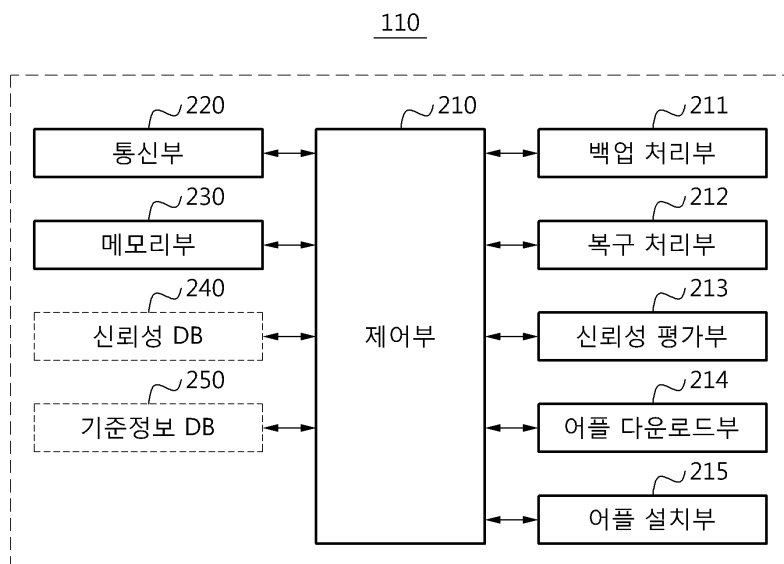 110
220
210
211
통신부
백업 처리부
230
212
메모리부
복구 처리부
240
213
신뢰성 DB
제어부
신뢰성 평가부
250
214
기준정보 DB
어플 다운로드부
215
어플 설치부